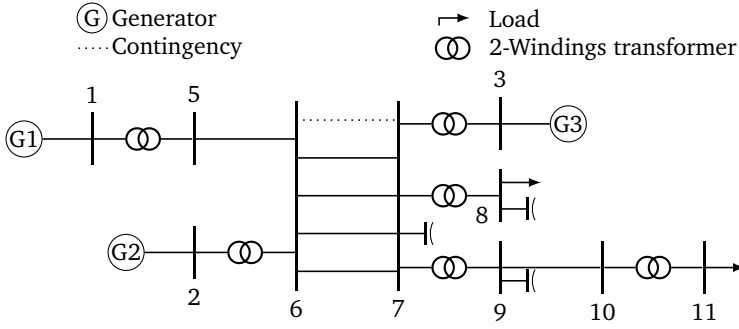 G Generator
Load
Contingency
2-Windings transformer
1
5
3
G1
G3
8
G2
2
6
7
9
10
11